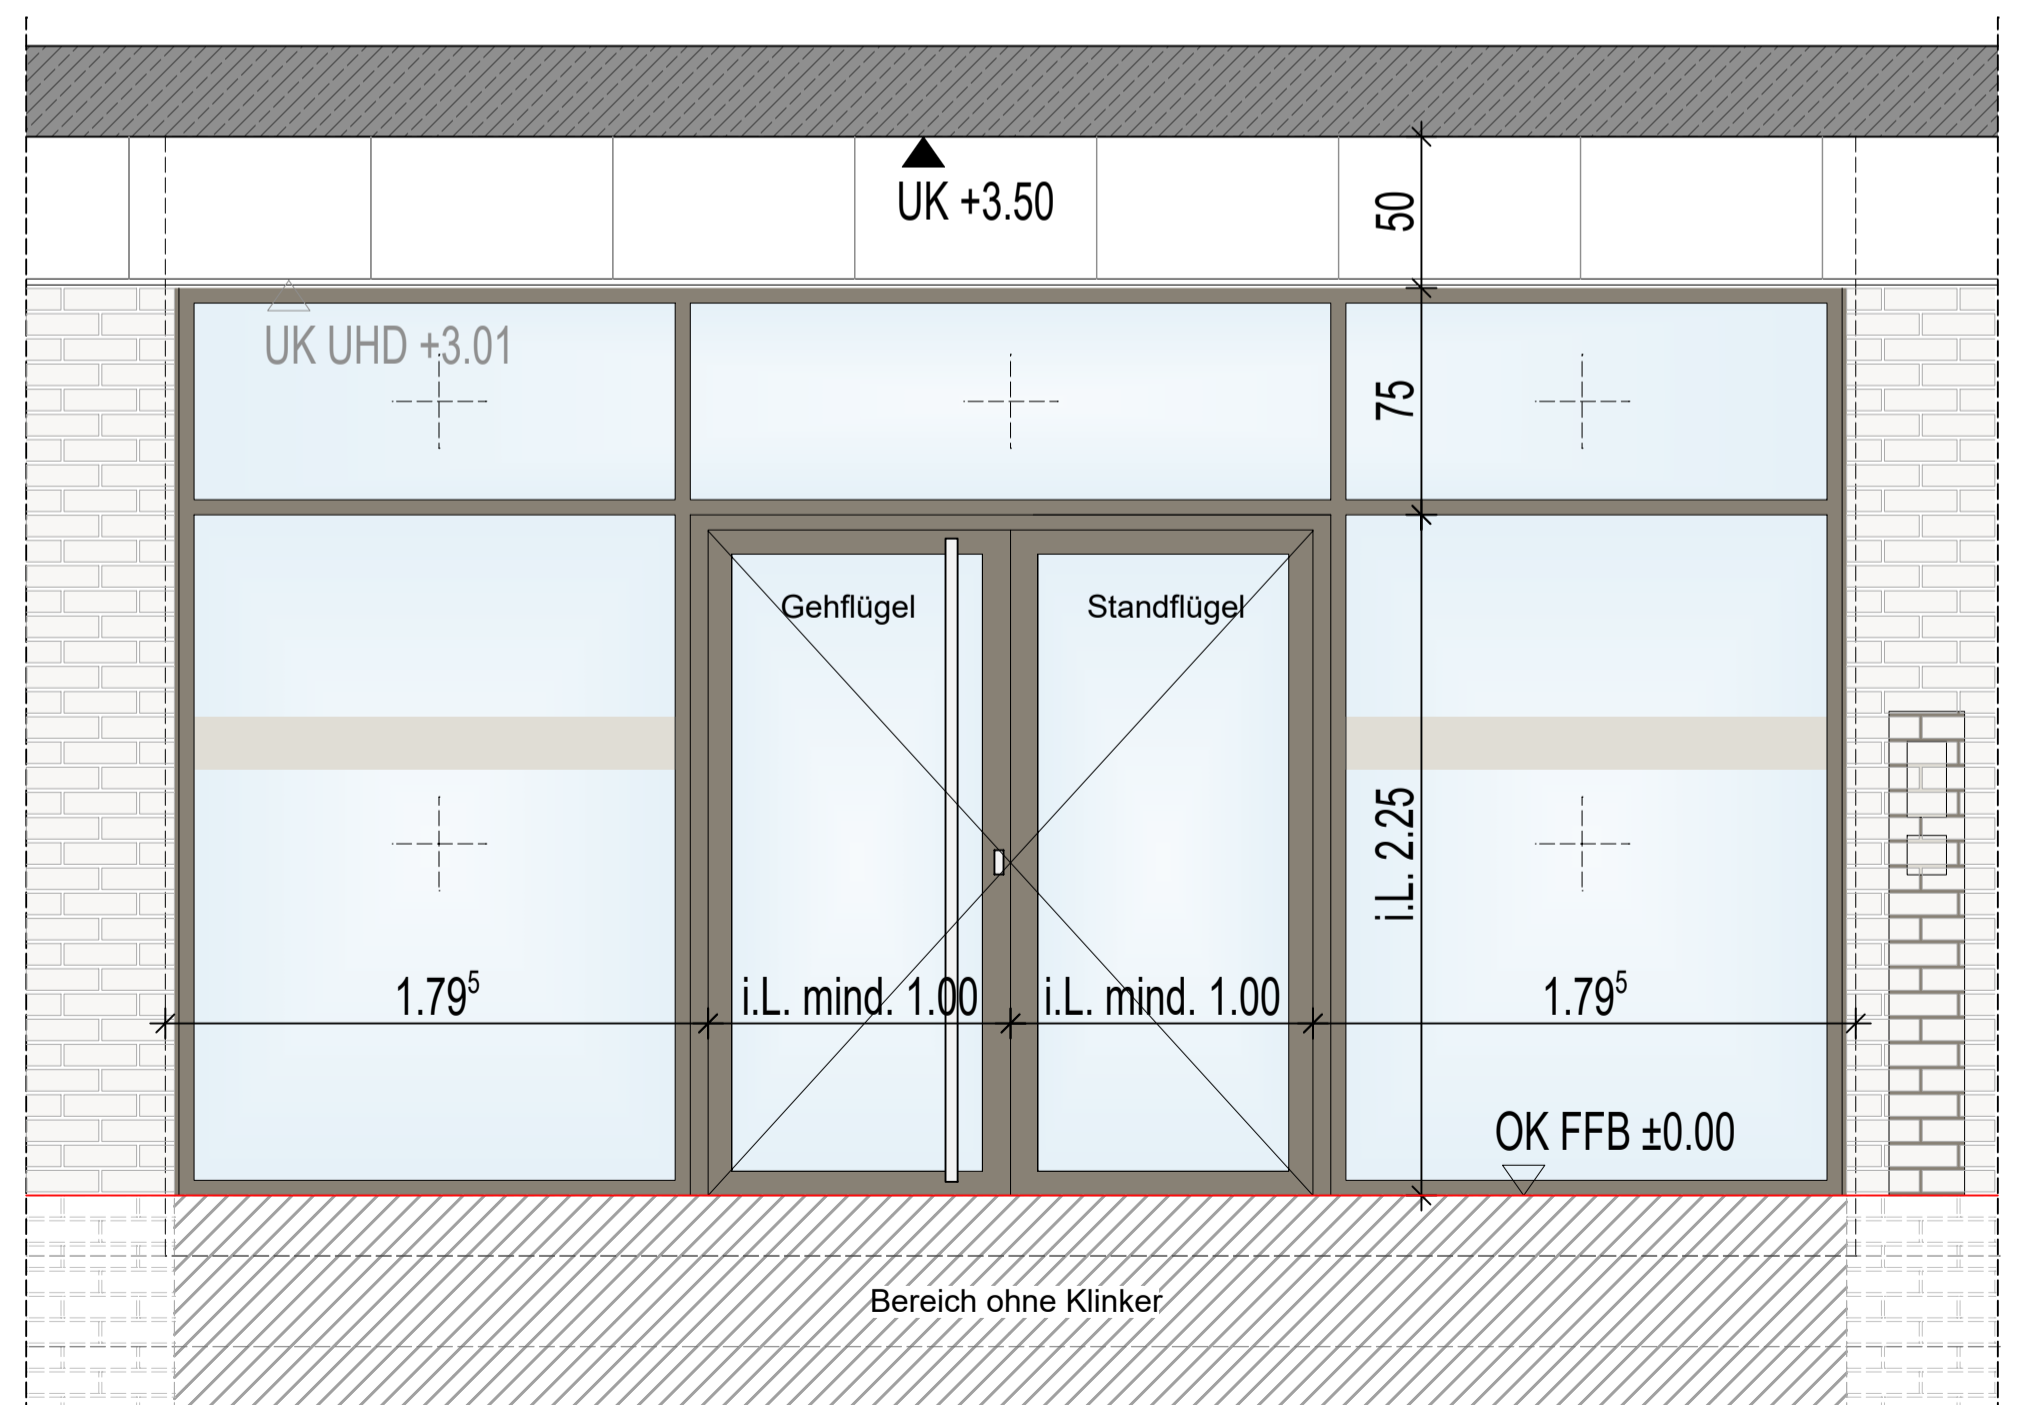 UK +3.50
50
UK UHD +3.01
75
Gehflügel
Standflügel
i.L. 2.25
1.79⁵
i.L. mind. 1.00
i.L. mind. 1.00
1.79⁵
OK FFB ±0.00
Bereich ohne Klinker